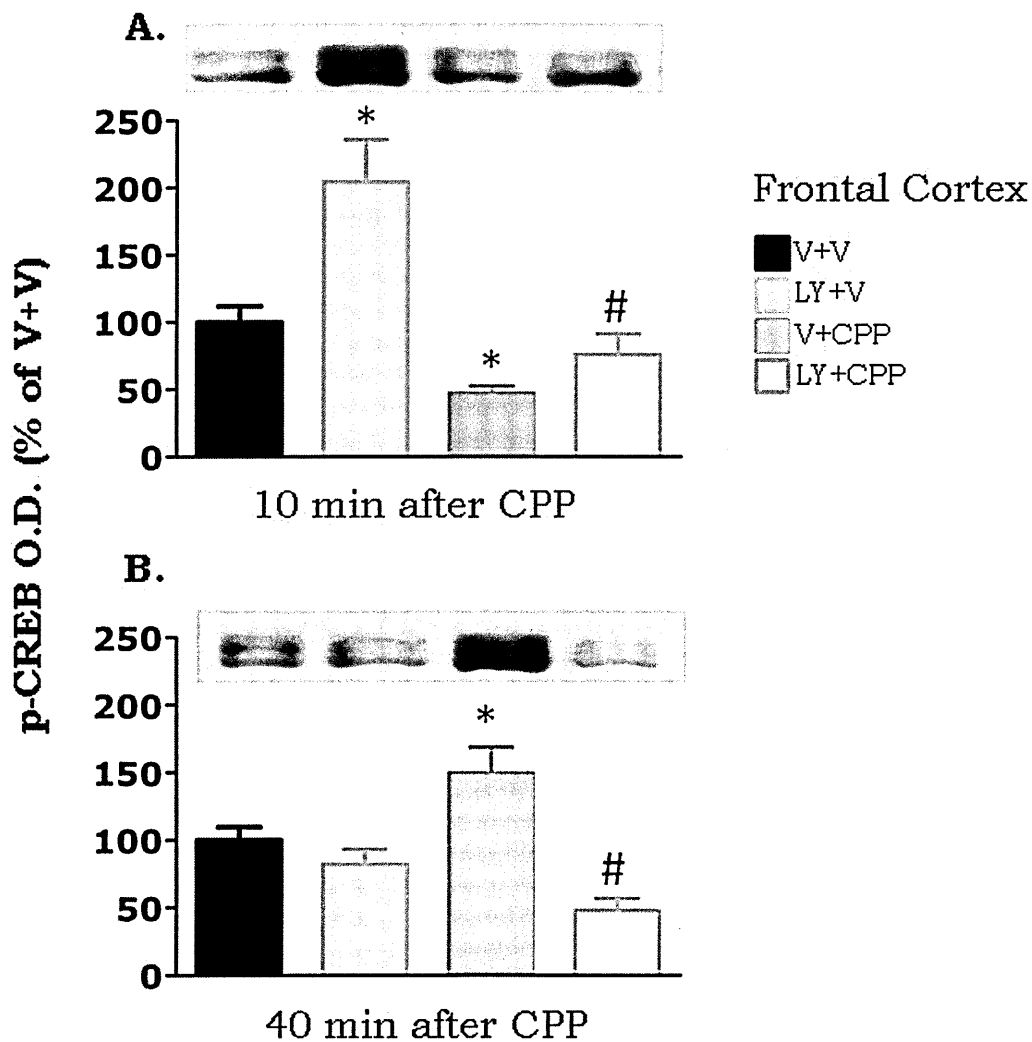 A.
p-CREB O.D. (% of V+V)
250
200
150
100
50
0
*
*
#
10 min after CPP
Frontal Cortex
V+V
LY+V
V+CPP
LY+CPP
B.
250
200
150
100
50
0
*
#
40 min after CPP